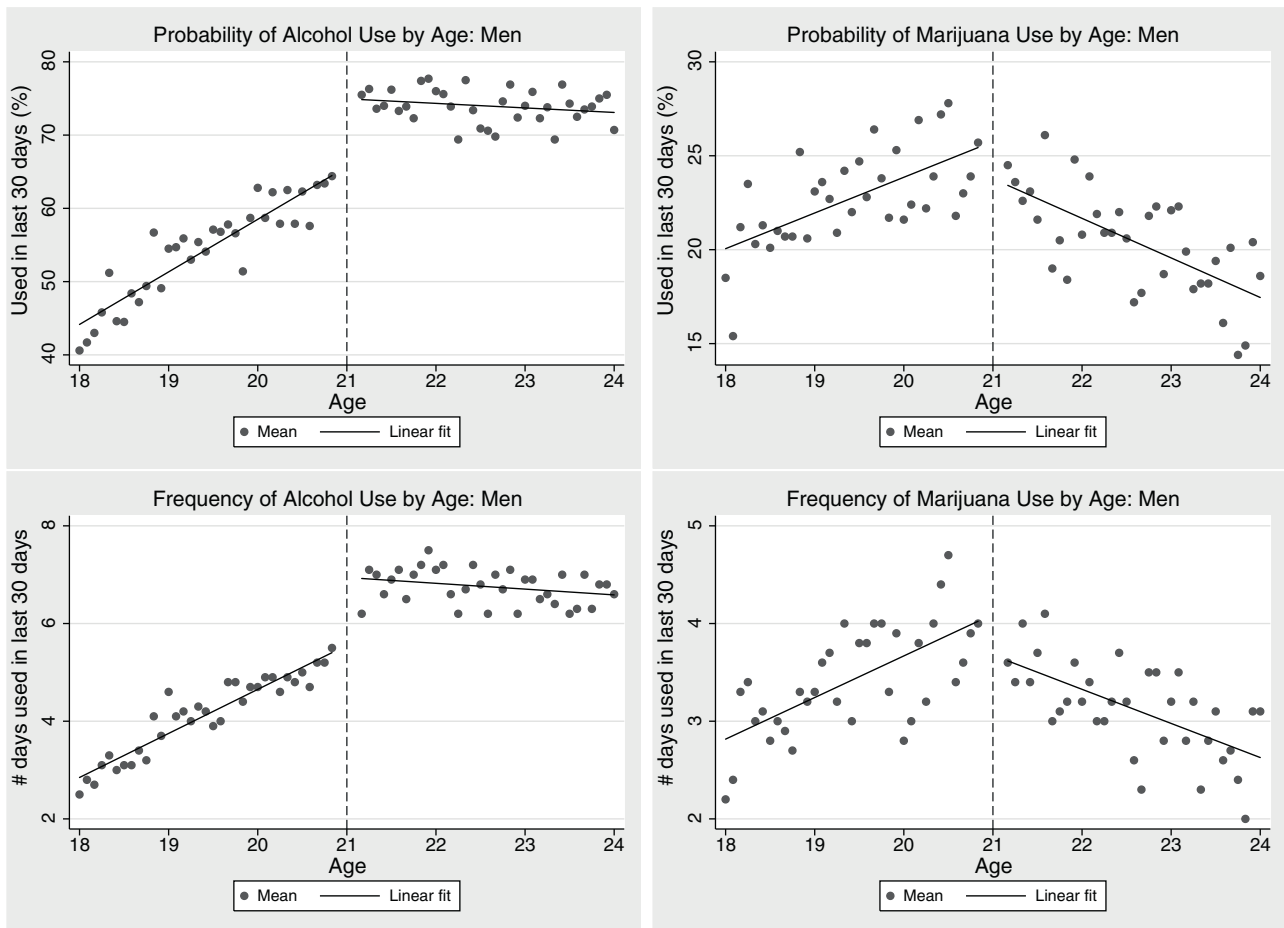 Probability of Alcohol Use by Age: Men
Used in last 30 days (%)
80
70
60
50
40
18 19 20 21 22 23 24
Age
Mean Linear fit
Probability of Marijuana Use by Age: Men
Used in last 30 days (%)
30
25
20
15
18 19 20 21 22 23 24
Age
Mean Linear fit
Frequency of Alcohol Use by Age: Men
# days used in last 30 days
8
6
4
2
18 19 20 21 22 23 24
Age
Mean Linear fit
Frequency of Marijuana Use by Age: Men
# days used in last 30 days
5
4
3
2
18 19 20 21 22 23 24
Age
Mean Linear fit